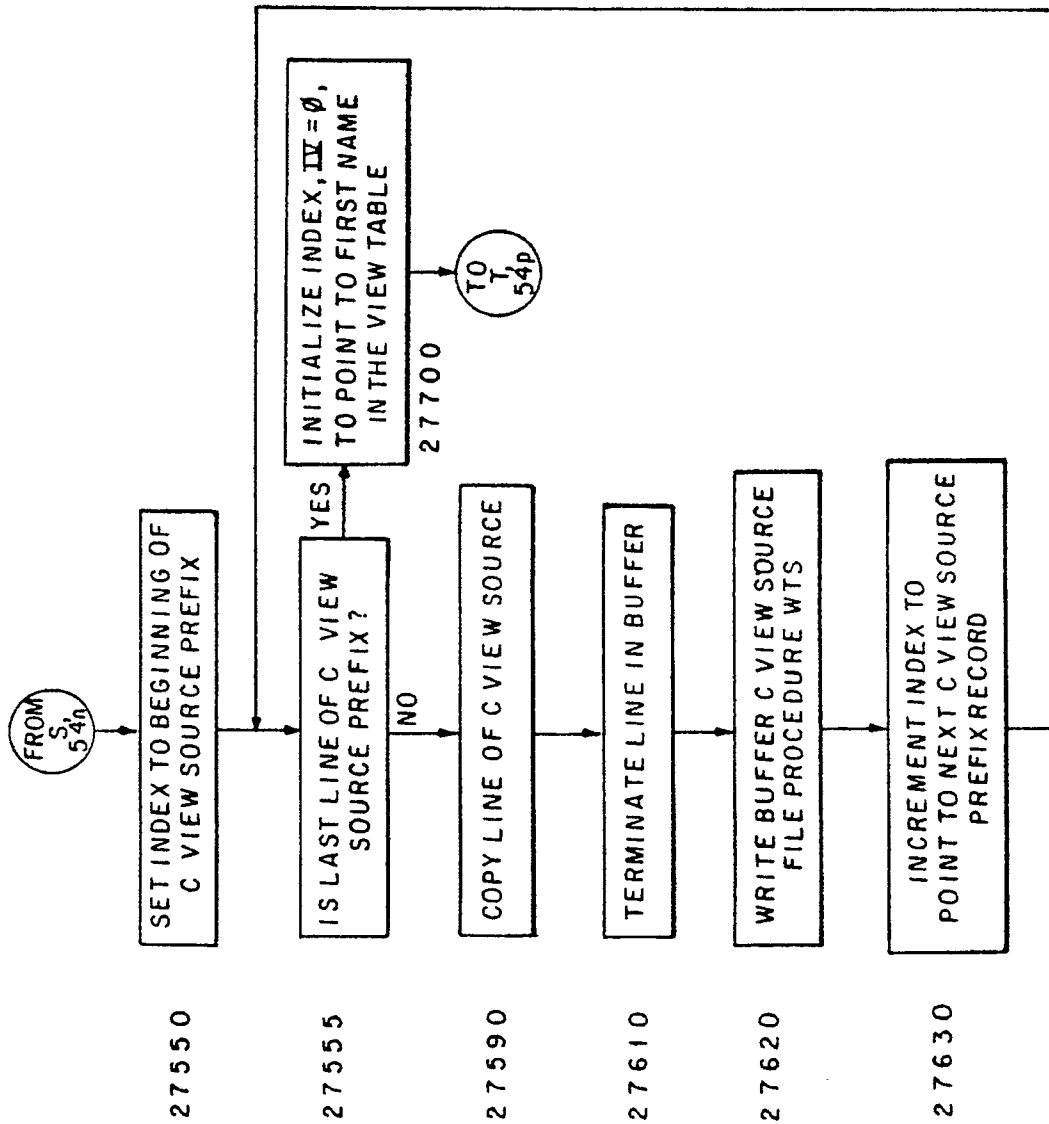 FROM
S,
54n
27550
SET INDEX TO BEGINNING OF
C VIEW SOURCE PREFIX
27555
IS LAST LINE OF C VIEW
SOURCE PREFIX?
YES
NO
INITIALIZE INDEX, IV = Ø,
TO POINT TO FIRST NAME
IN THE VIEW TABLE
27700
TO
T,
54p
27590
COPY LINE OF C VIEW SOURCE
27610
TERMINATE LINE IN BUFFER
27620
WRITE BUFFER C VIEW SOURCE
FILE PROCEDURE WTS
27630
INCREMENT INDEX TO
POINT TO NEXT C VIEW SOURCE
PREFIX RECORD